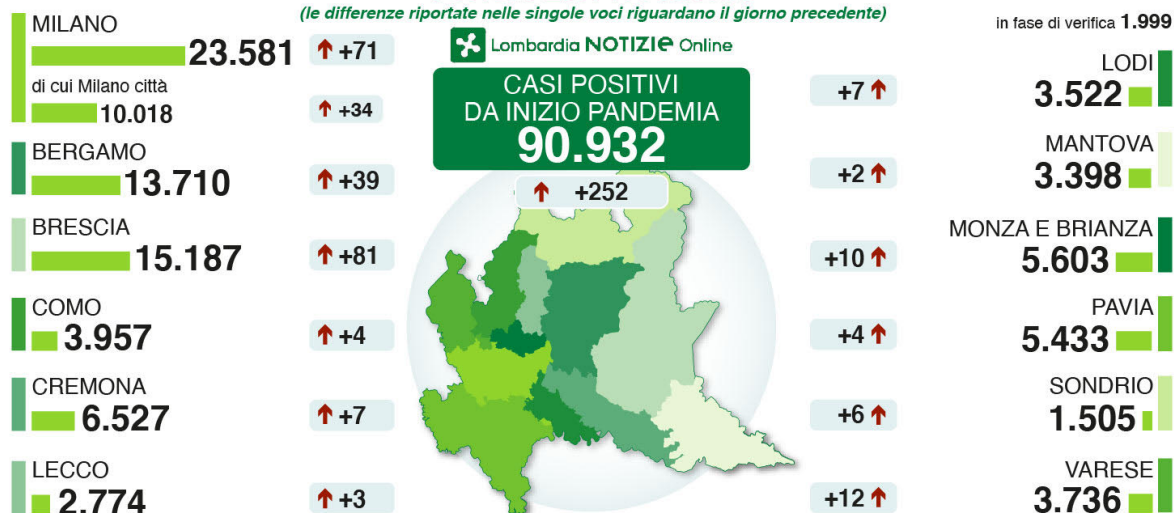 (le differenze riportate nelle singole voci riguardano il giorno precedente)
in fase di verifica 1.999
Lombardia NOTIZIE Online
CASI POSITIVI
DA INIZIO PANDEMIA
90.932
+252
MILANO
23.581
+71
di cui Milano città
10.018
+34
BERGAMO
13.710
+39
BRESCIA
15.187
+81
COMO
3.957
+4
CREMONA
6.527
+7
LECCO
2.774
+3
LODI
+7
3.522
MANTOVA
+2
3.398
MONZA E BRIANZA
+10
5.603
PAVIA
+4
5.433
SONDRIO
+6
1.505
VARESE
+12
3.736